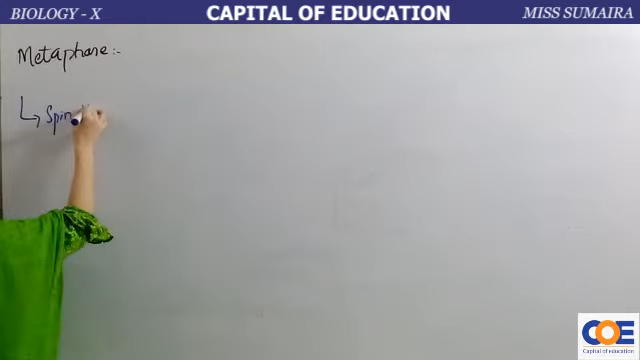 BIOLOGY - X
CAPITAL OF EDUCATION
MISS SUMAIRA
Metaphase :-
↳ Spin
COE
Capital of education